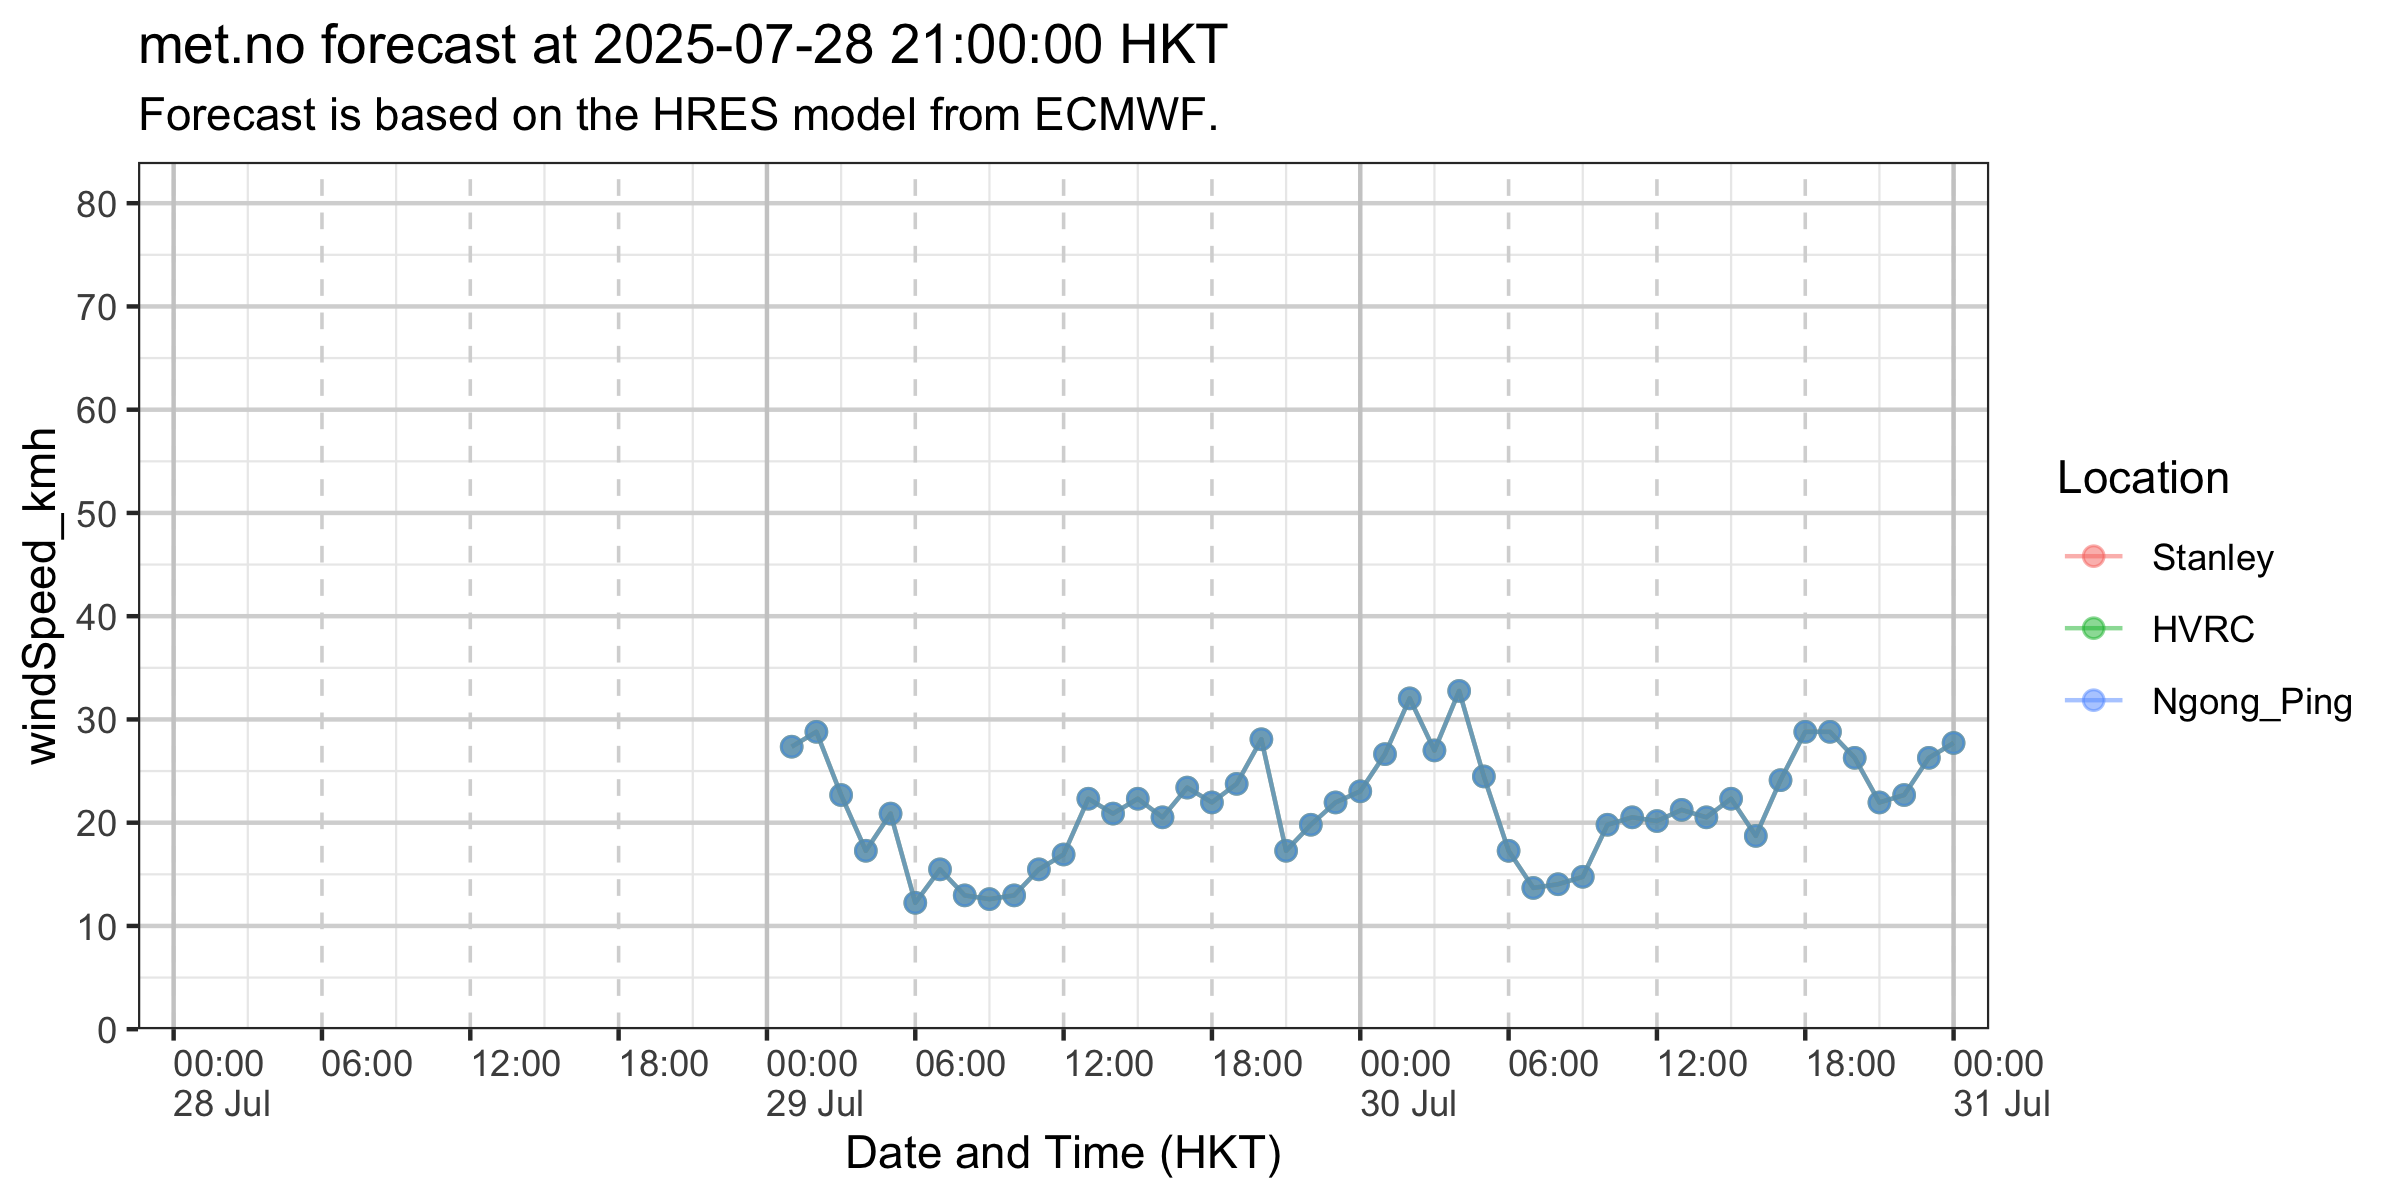 met.no forecast at 2025-07-28 21:00:00 HKT
Forecast is based on the HRES model from ECMWF.
windSpeed_kmh
80
70
60
50
40
30
20
10
0
00:00 06:00 12:00 18:00 00:00 06:00 12:00 18:00 00:00 06:00 12:00 18:00 00:00
28 Jul 29 Jul 30 Jul 31 Jul
Date and Time (HKT)
Location
Stanley
HVRC
Ngong_Ping